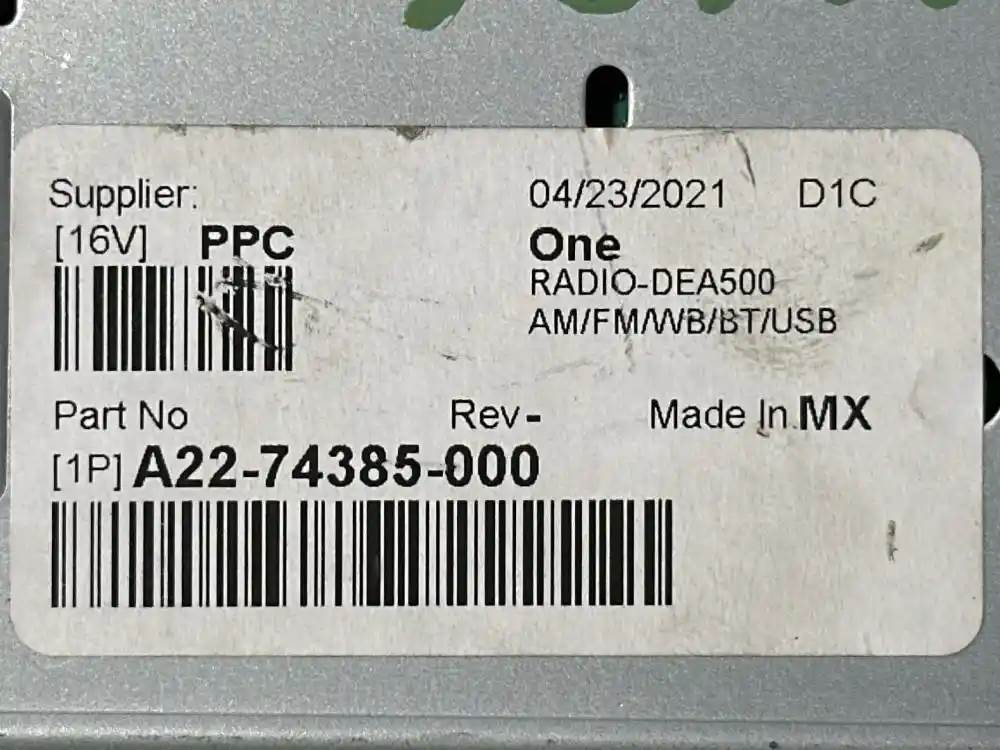 Supplier: 04/23/2021 D1C
[16V] PPC One
RADIO-DEA500
AM/FM/WB/BT/USB
Part No Rev- Made In MX
[1P] A22-74385-000